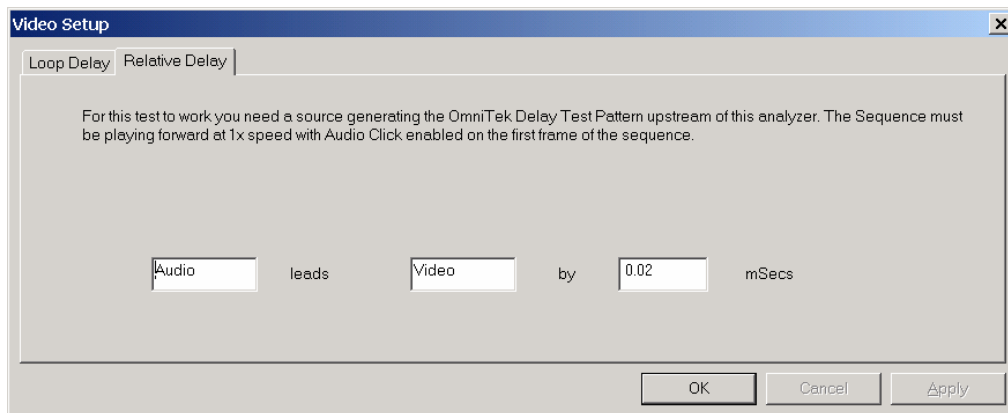 Video Setup
Loop Delay Relative Delay
For this test to work you need a source generating the OmniTek Delay Test Pattern upstream of this analyzer. The Sequence must
be playing forward at 1x speed with Audio Click enabled on the first frame of the sequence.
Audio leads Video by 0.02 mSecs
OK Cancel Apply